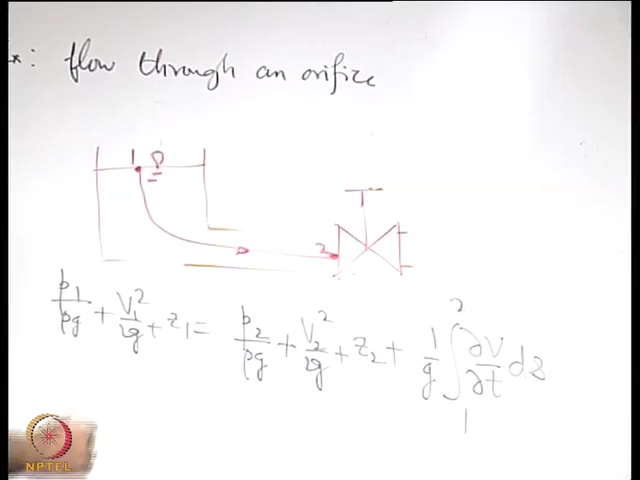 *: flow through an orifice
1
2
p₁/ρg + V₁²/2g + z₁ = p₂/ρg + V₂²/2g + z₂ + 1/g ∫₁² ∂V/∂t ds
NPTEL